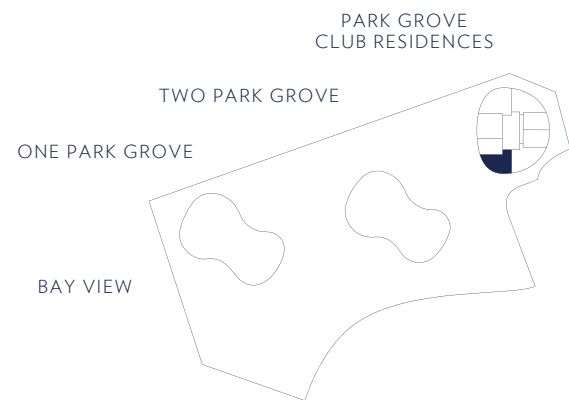 PARK GROVE
CLUB RESIDENCES
TWO PARK GROVE
ONE PARK GROVE
BAY VIEW